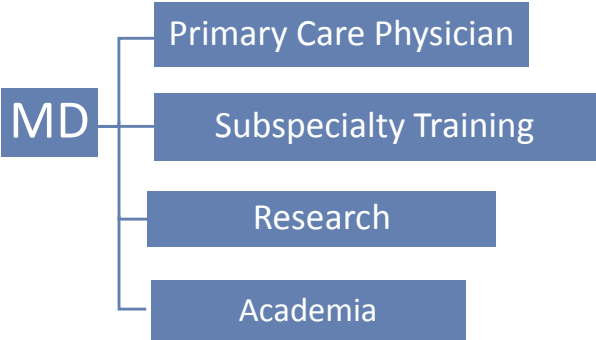 Primary Care Physician
MD
Subspecialty Training
Research
Academia